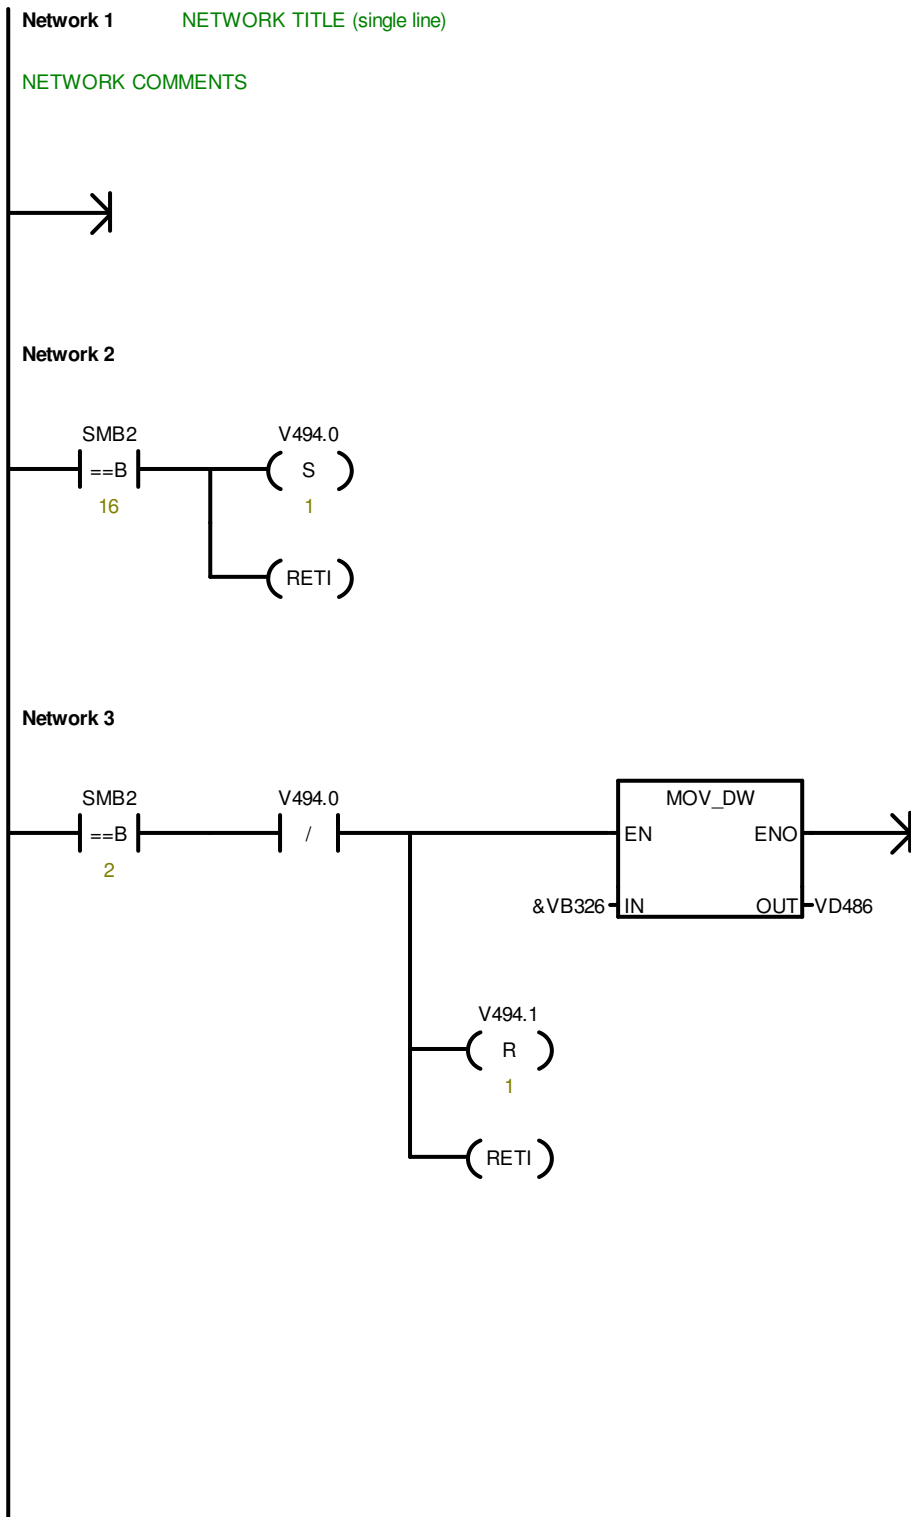 Network 1 NETWORK TITLE (single line)
NETWORK COMMENTS
Network 2
SMB2 V494.0
==B S
16 1
RETI
Network 3
SMB2 V494.0 MOV_DW
==B / EN ENO
2
&VB326 IN OUT VD486
V494.1
R
1
RETI